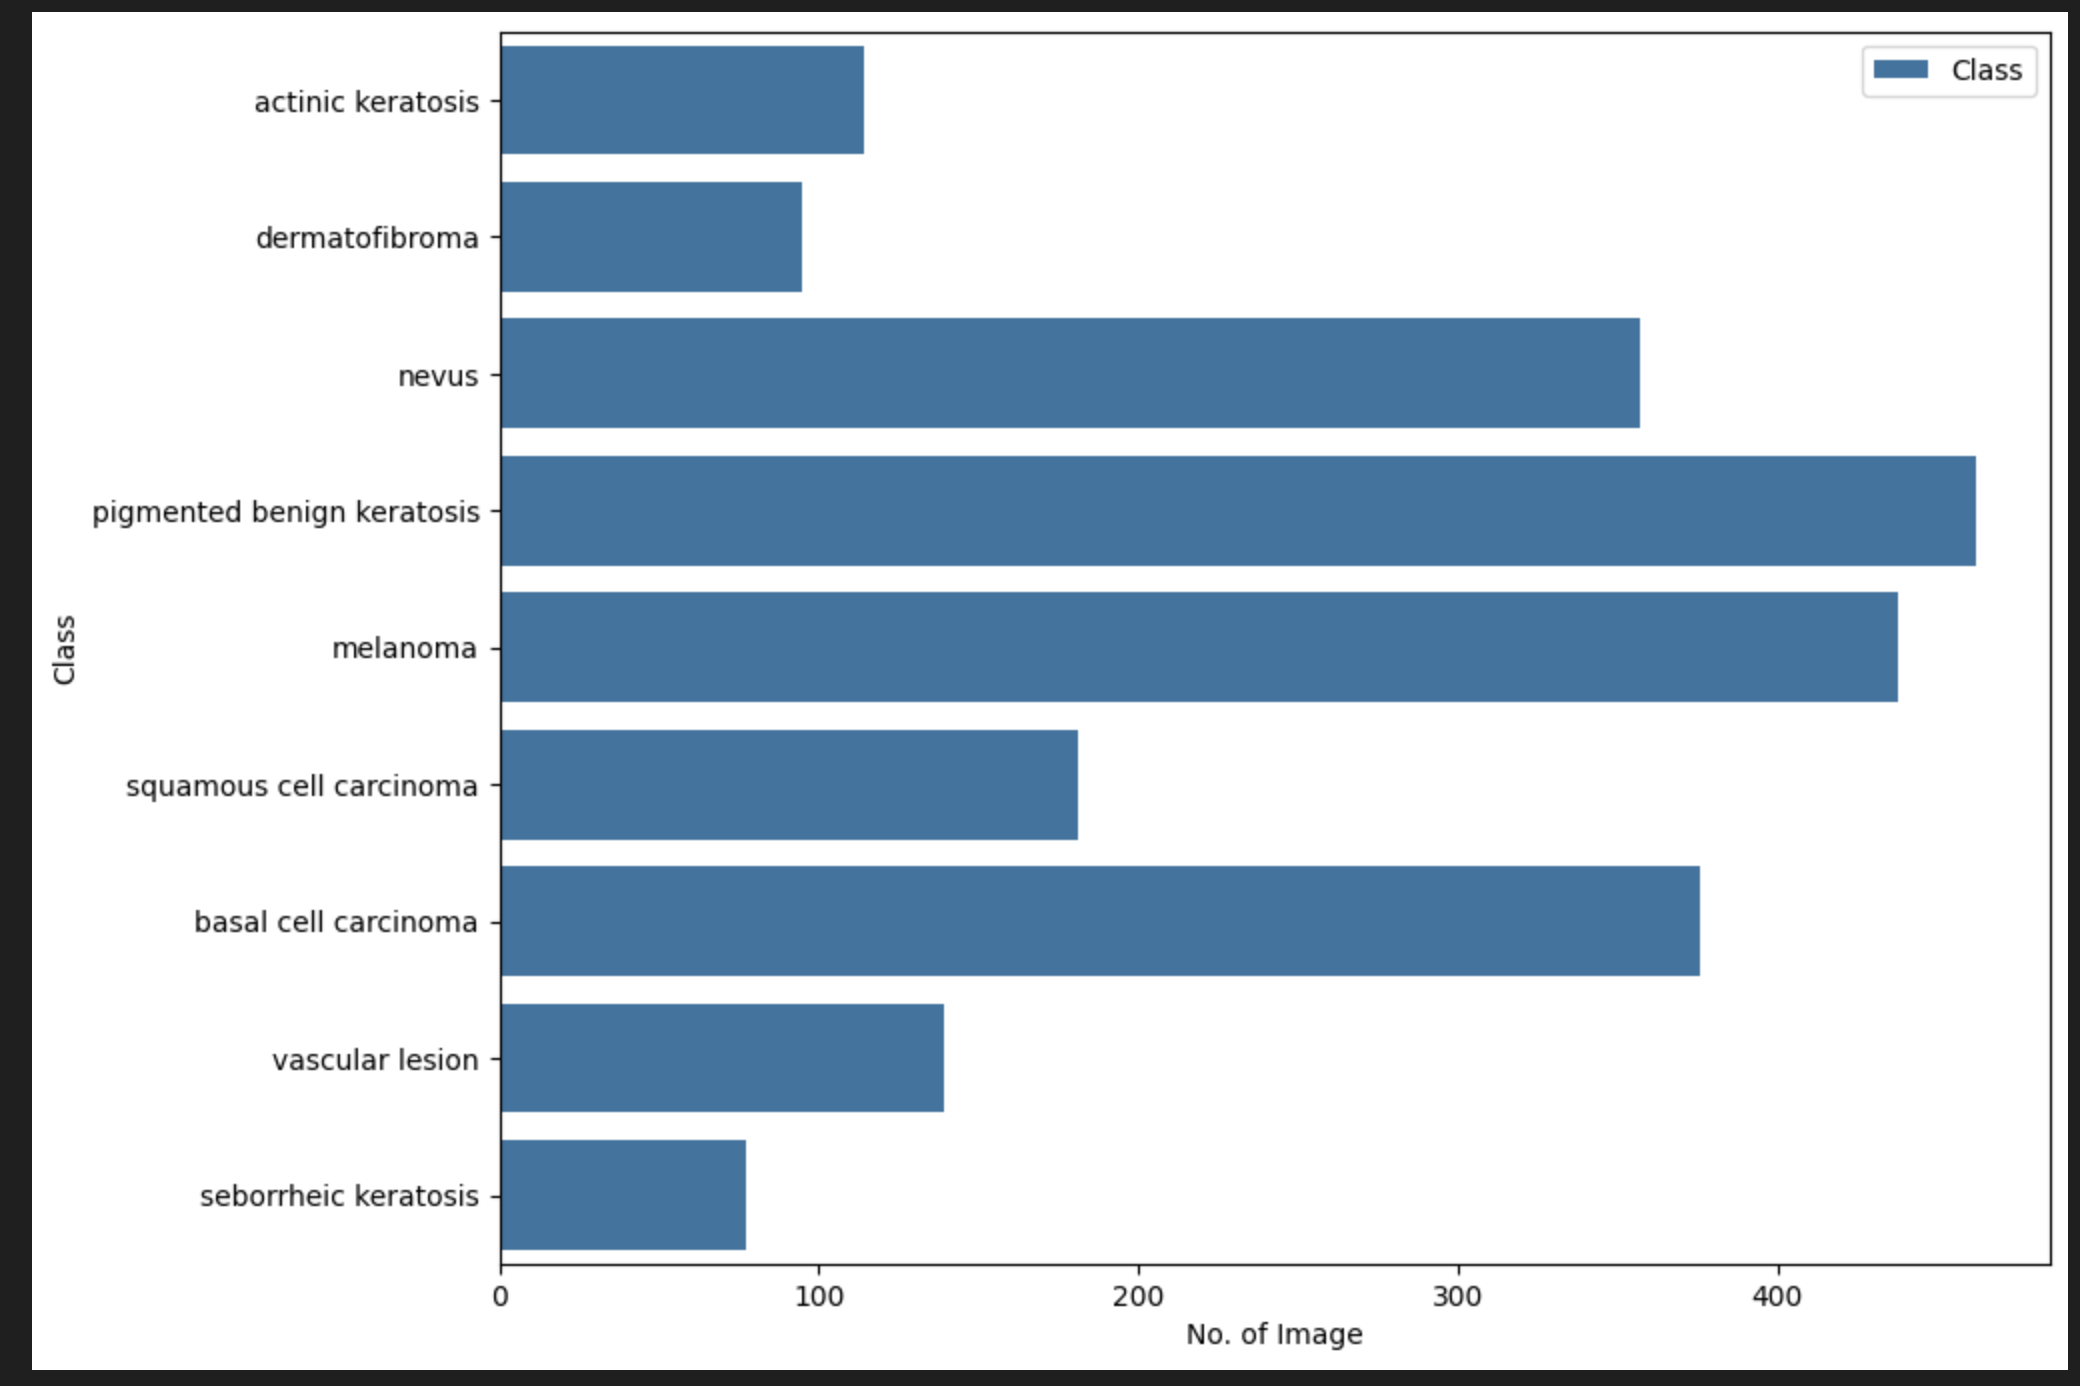 Class
actinic keratosis
dermatofibroma
nevus
pigmented benign keratosis
melanoma
squamous cell carcinoma
basal cell carcinoma
vascular lesion
seborrheic keratosis
Class
0 100 200 300 400
No. of Image